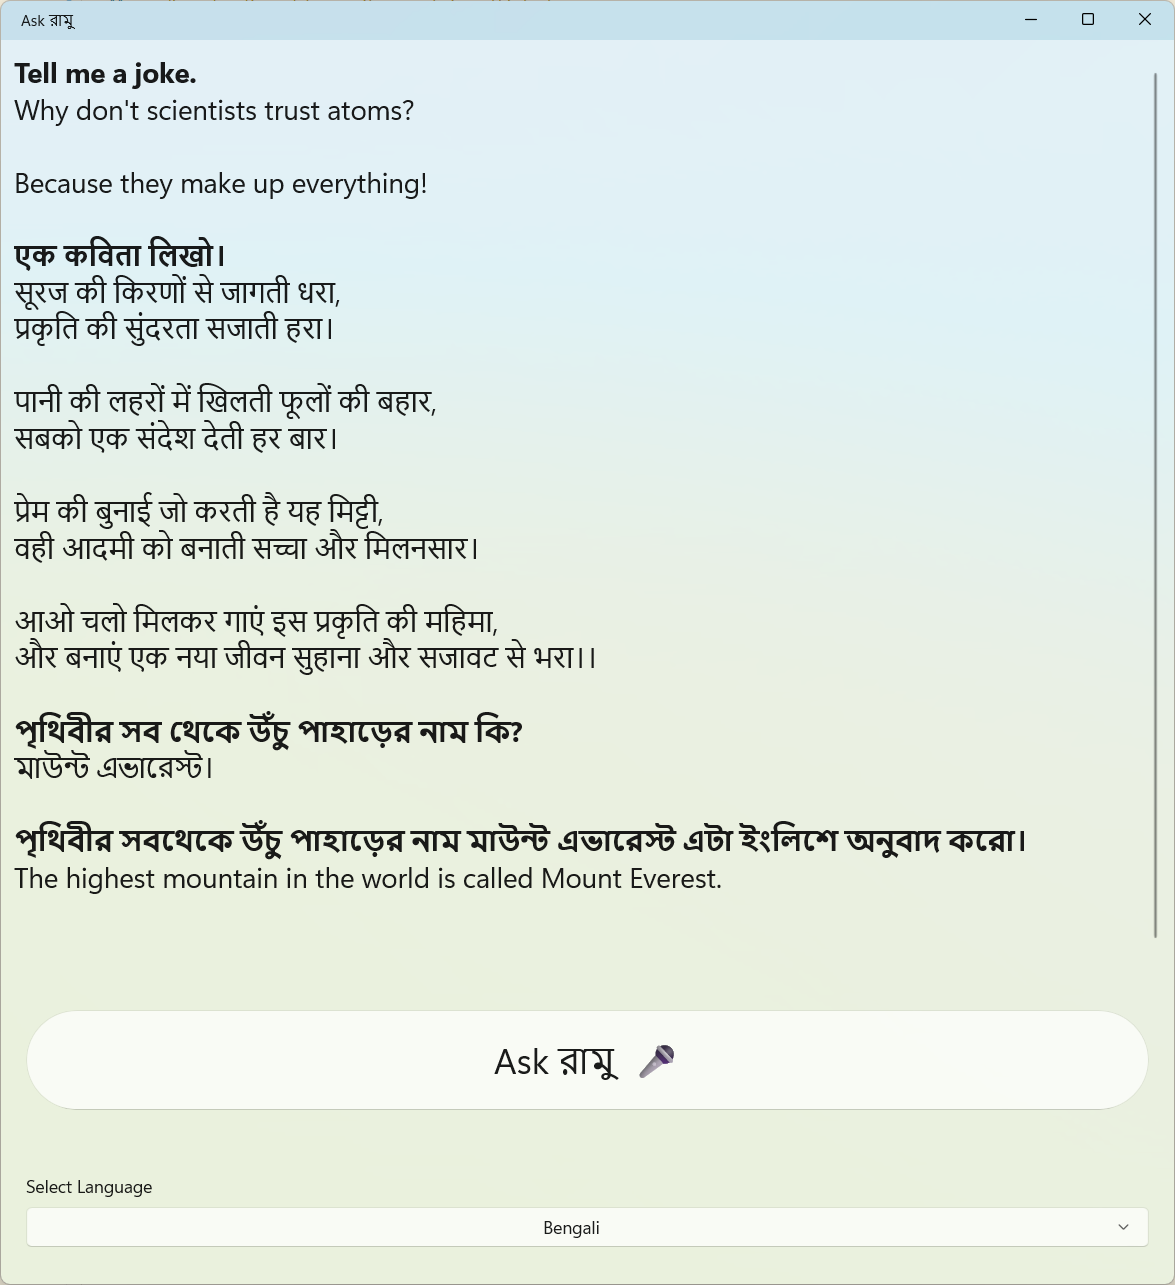 Ask রামু
Tell me a joke.
Why don't scientists trust atoms?
Because they make up everything!
एक कविता लिखो।
सूरज की किरणों से जागती धरा,
प्रकृति की सुंदरता सजाती हरा।
पानी की लहरों में खिलती फूलों की बहार,
सबको एक संदेश देती हर बार।
प्रेम की बुनाई जो करती है यह मिट्टी,
वही आदमी को बनाती सच्चा और मिलनसार।
आओ चलो मिलकर गाएं इस प्रकृति की महिमा,
और बनाएं एक नया जीवन सुहाना और सजावट से भरा।।
পৃথিবীর সব থেকে উঁচু পাহাড়ের নাম কি?
মাউন্ট এভারেস্ট।
পৃথিবীর সবথেকে উঁচু পাহাড়ের নাম মাউন্ট এভারেস্ট এটা ইংলিশে অনুবাদ করো।
The highest mountain in the world is called Mount Everest.
Ask রামু
Select Language
Bengali